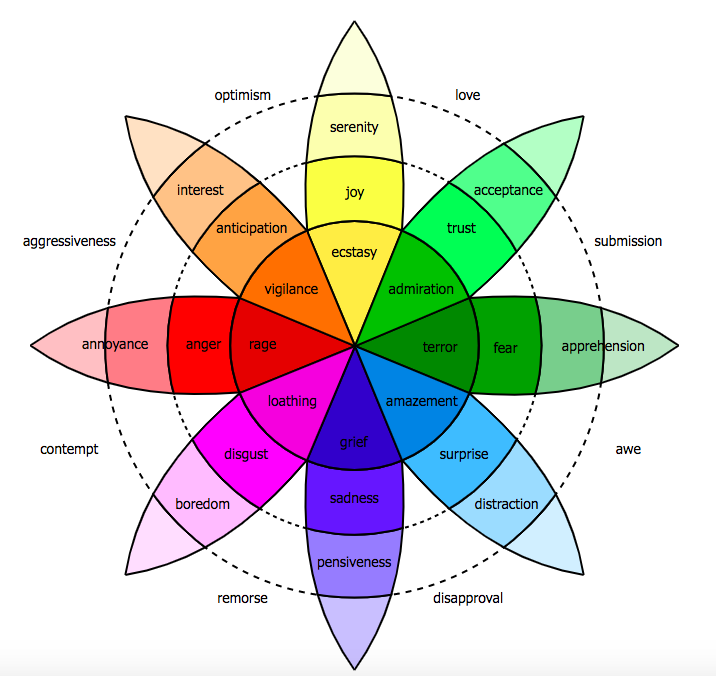 optimism
love
serenity
interest
joy
acceptance
anticipation
trust
aggressiveness
ecstasy
submission
vigilance
admiration
annoyance
anger
rage
terror
fear
apprehension
loathing
amazement
contempt
grief
awe
disgust
surprise
sadness
boredom
distraction
pensiveness
remorse
disapproval